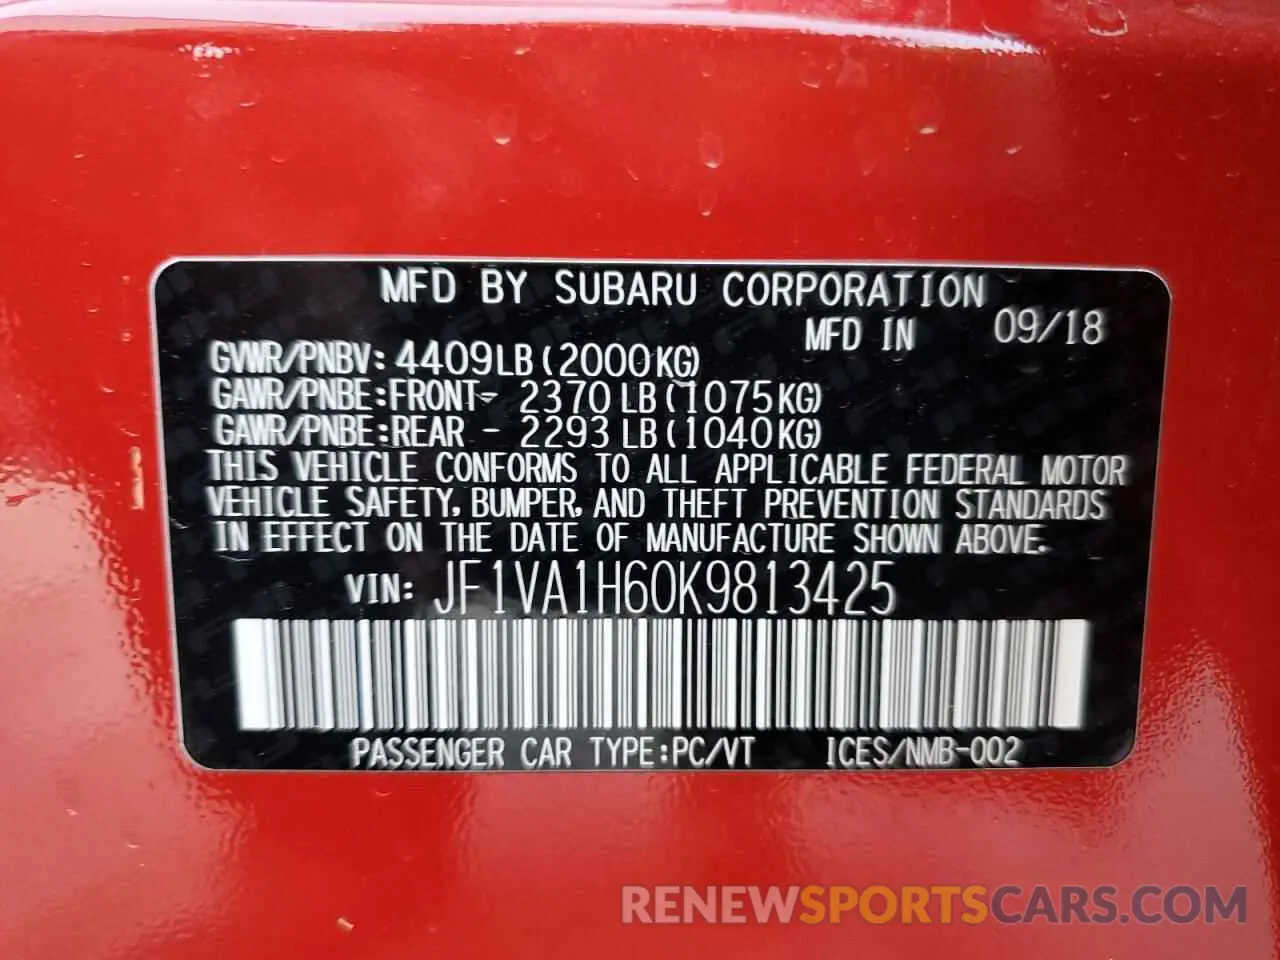 MFD BY SUBARU CORPORATION
MFD IN 09/18
GVWR/PNBV: 4409LB (2000KG)
GAWR/PNBE:FRONT- 2370 LB (1075KG)
GAWR/PNBE:REAR - 2293 LB (1040KG)
THIS VEHICLE CONFORMS TO ALL APPLICABLE FEDERAL MOTOR
VEHICLE SAFETY, BUMPER, AND THEFT PREVENTION STANDARDS
IN EFFECT ON THE DATE OF MANUFACTURE SHOWN ABOVE.
VIN: JF1VA1H60K9813425
PASSENGER CAR TYPE:PC/VT ICES/NMB-002
RENEWSPORTSCARS.COM